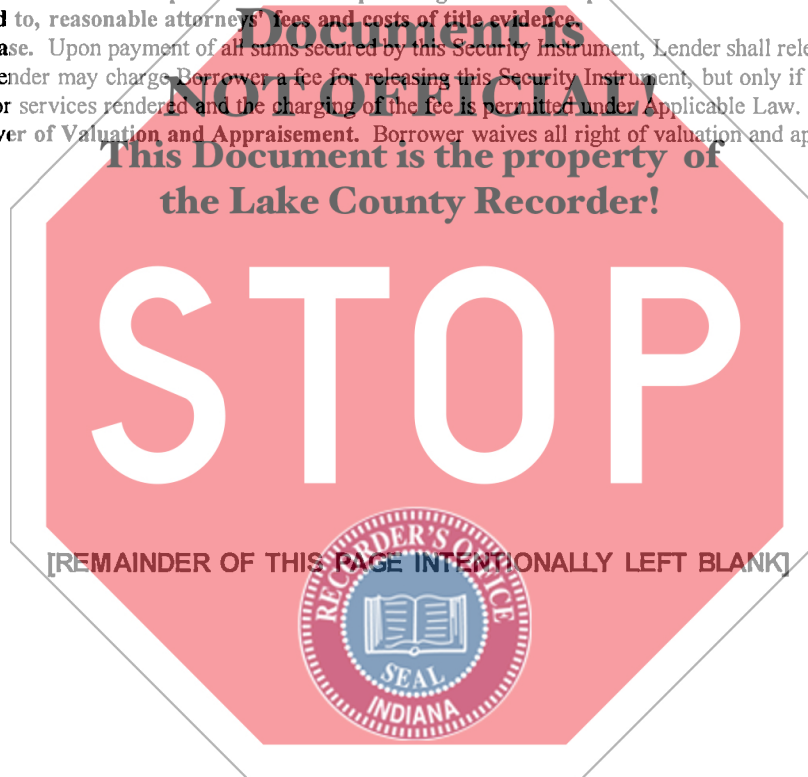 d to, reasonable attorneys' fees and costs of title evidence.
Document is
ase. Upon payment of all sums secured by this Security Instrument, Lender shall rele
ender may charge Borrower a fee for releasing this Security Instrument, but only if
NOT OFFICIAL!
or services rendered and the charging of the fee is permitted under Applicable Law.
ver of Valuation and Appraisement. Borrower waives all right of valuation and ap
This Document is the property of
the Lake County Recorder!
STOP
[REMAINDER OF THIS PAGE INTENTIONALLY LEFT BLANK]
RECORDER'S OFFICE
SEAL
INDIANA